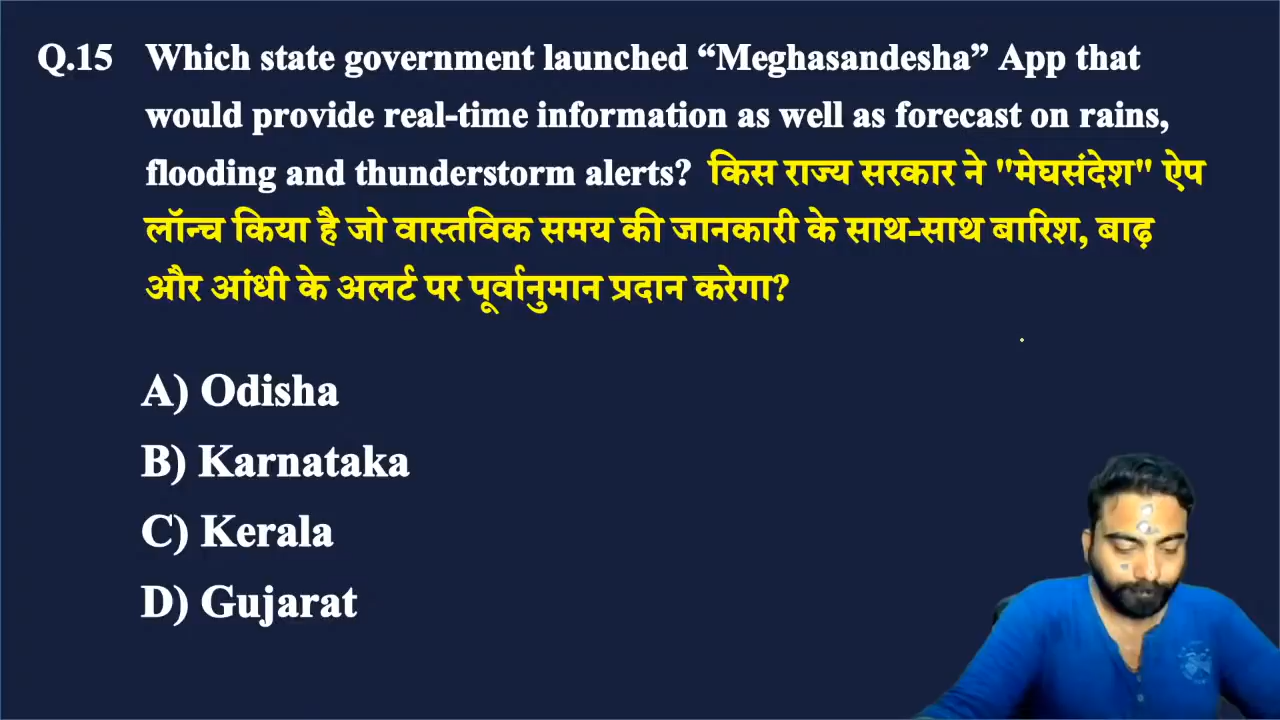 Q.15 Which state government launched “Meghasandesha” App that
would provide real-time information as well as forecast on rains,
flooding and thunderstorm alerts? किस राज्य सरकार ने "मेघसंदेश" ऐप
लॉन्च किया है जो वास्तविक समय की जानकारी के साथ-साथ बारिश, बाढ़
और आंधी के अलर्ट पर पूर्वानुमान प्रदान करेगा?
A) Odisha
B) Karnataka
C) Kerala
D) Gujarat